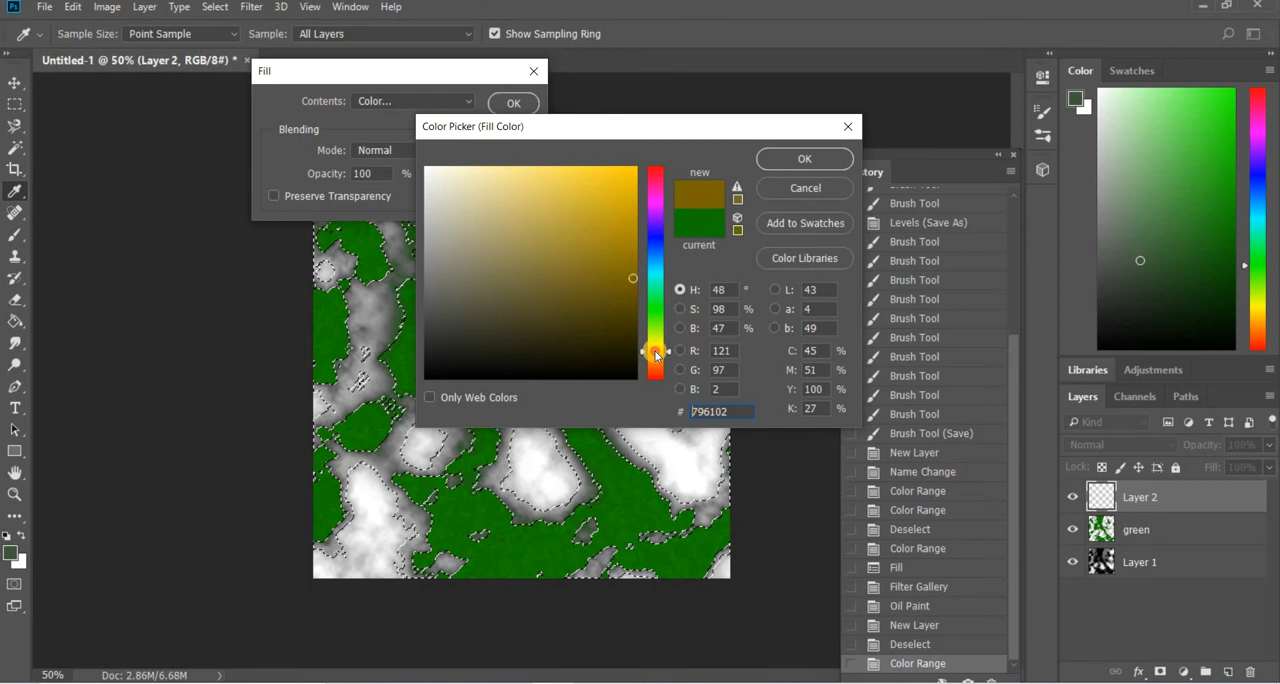 Ps File Edit Image Layer Type Select Filter 3D View Window Help
Sample Size: Point Sample Sample: All Layers Show Sampling Ring
Untitled-1 @ 50% (Layer 2, RGB/8#) *
Fill
Contents: Color... OK
Blending
Mode: Normal
Opacity: 100 %
Preserve Transparency
Color Picker (Fill Color)
new
current
OK
Cancel
Add to Swatches
Color Libraries
H: 48 ° L: 43
S: 98 % a: 4
B: 47 % b: 49
R: 121 C: 45 %
G: 97 M: 51 %
B: 2 Y: 100 %
# 796102 K: 27 %
Only Web Colors
Brush Tool
Brush Tool
Levels (Save As)
Brush Tool
Brush Tool
Brush Tool
Brush Tool
Brush Tool
Brush Tool
Brush Tool
Brush Tool
Brush Tool
Brush Tool
Brush Tool (Save)
New Layer
Name Change
Color Range
Color Range
Deselect
Color Range
Fill
Filter Gallery
Oil Paint
New Layer
Deselect
Color Range
Color Swatches
Libraries Adjustments
Layers Channels Paths
Kind
Normal Opacity: 100%
Lock: Fill: 100%
Layer 2
green
Layer 1
50% Doc: 2.86M/6.68M